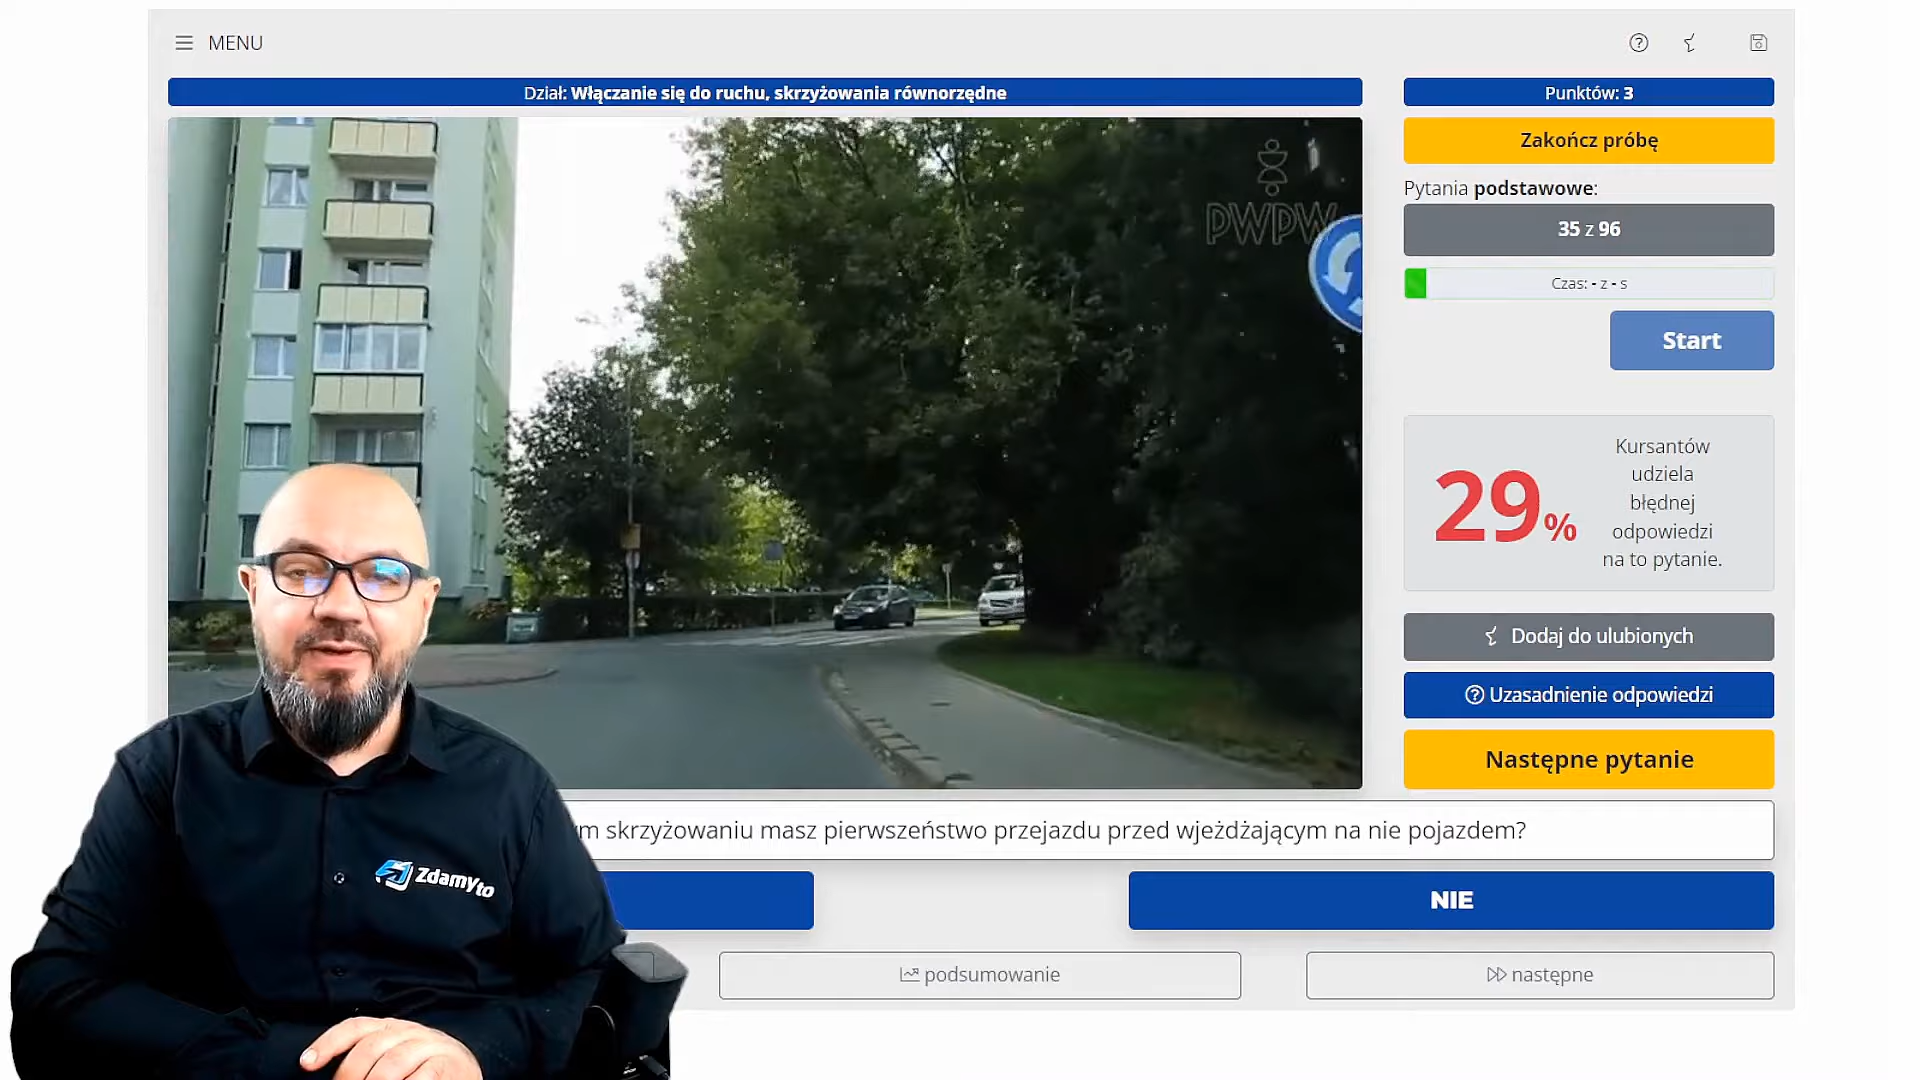 MENU
Dział: Włączanie się do ruchu, skrzyżowania równorzędne
Punktów: 3
Zakończ próbę
PWPW
Pytania podstawowe:
35 z 96
Czas: - z - s
Start
29%
Kursantów
udziela
błędnej
odpowiedzi
na to pytanie.
Dodaj do ulubionych
Uzasadnienie odpowiedzi
Następne pytanie
skrzyżowaniu masz pierwszeństwo przejazdu przed wjeżdżającym na nie pojazdem?
Zdamyto
NIE
podsumowanie
następne